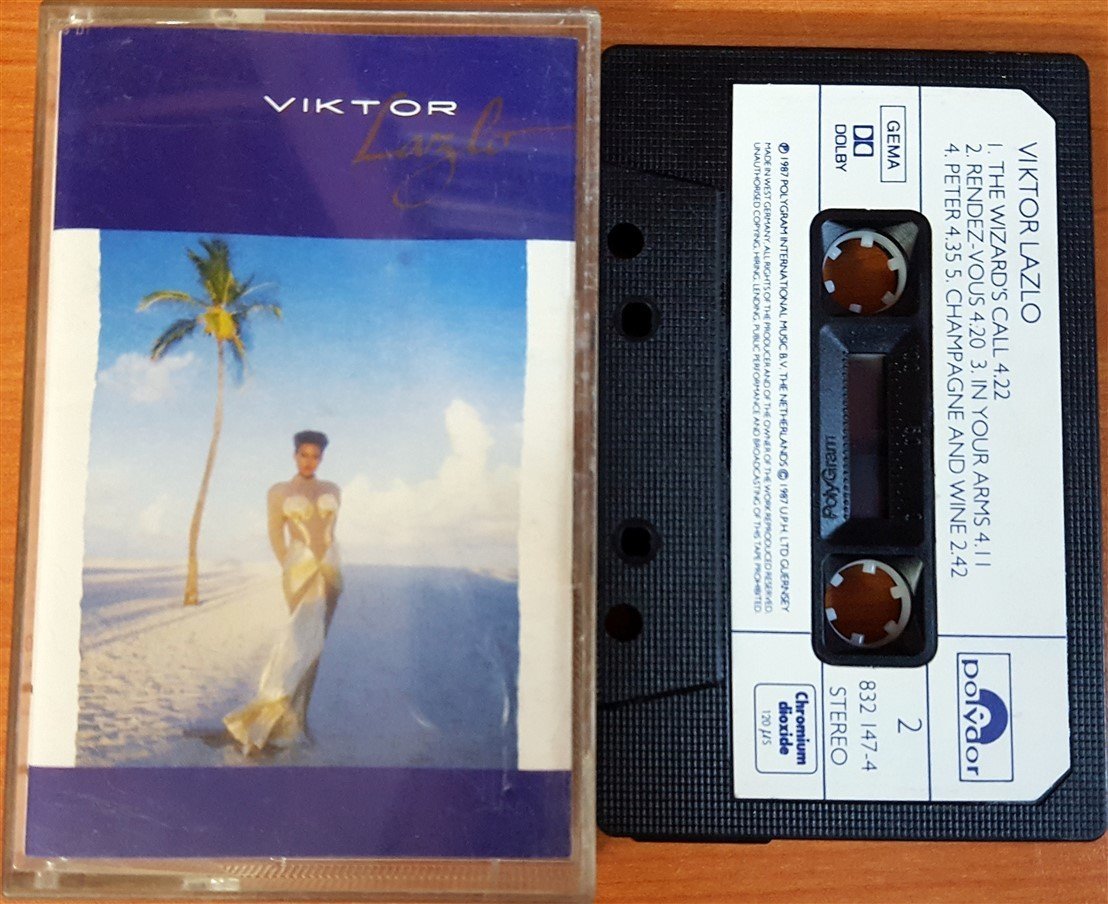 VIKTOR
Lazlo
VIKTOR LAZLO
1. THE WIZARD'S CALL 4.22
2. RENDEZ-VOUS 4.20 3. IN YOUR ARMS 4.11
4. PETER 4.35 5. CHAMPAGNE AND WINE 2.42
GEMA
DOLBY
PolyGram
℗ 1987 POLYGRAM INTERNATIONAL MUSIC B.V. THE NETHERLANDS © 1987 U.P.H. LTD GUERNSEY
MADE IN WEST GERMANY. ALL RIGHTS OF THE PRODUCER AND OF THE OWNER OF THE WORK REPRODUCED RESERVED.
UNAUTHORISED COPYING, HIRING, LENDING, PUBLIC PERFORMANCE AND BROADCASTING OF THIS TAPE PROHIBITED.
polydor
2
832 147-4
STEREO
Chromium
dioxide
120 µs